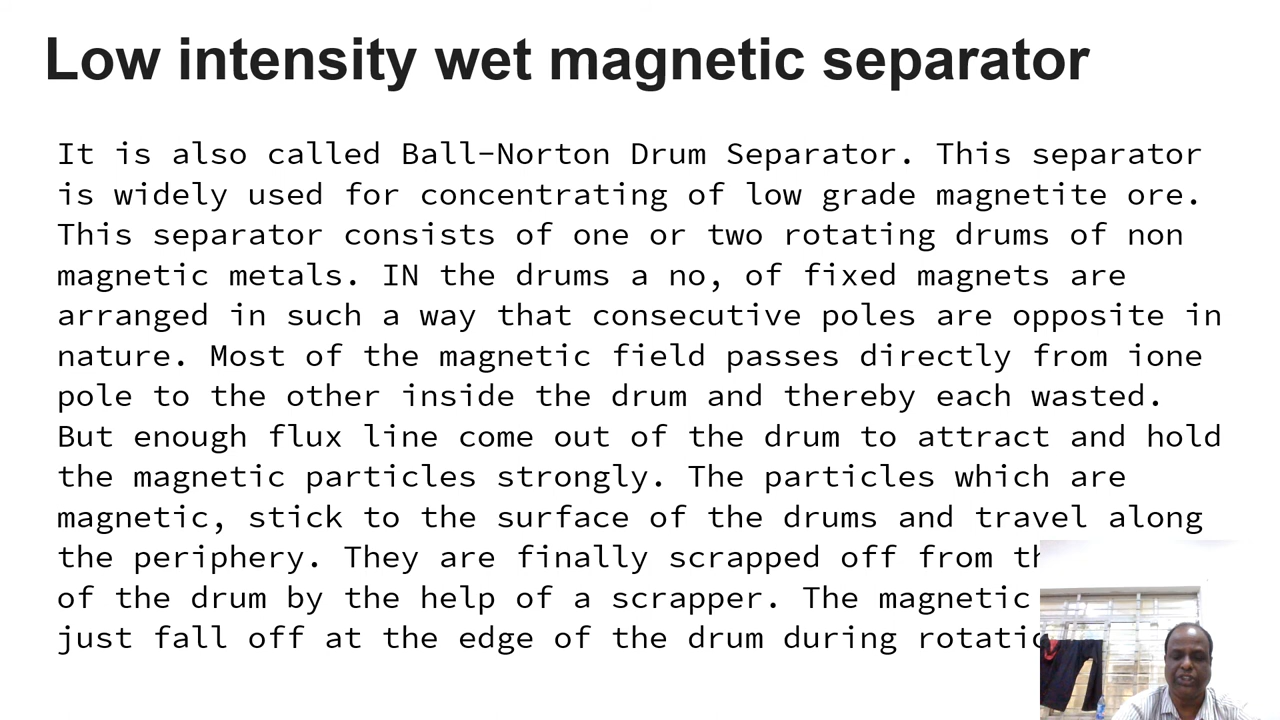 Low intensity wet magnetic separator
It is also called Ball-Norton Drum Separator. This separator
is widely used for concentrating of low grade magnetite ore.
This separator consists of one or two rotating drums of non
magnetic metals. IN the drums a no, of fixed magnets are
arranged in such a way that consecutive poles are opposite in
nature. Most of the magnetic field passes directly from ione
pole to the other inside the drum and thereby each wasted.
But enough flux line come out of the drum to attract and hold
the magnetic particles strongly. The particles which are
magnetic, stick to the surface of the drums and travel along
the periphery. They are finally scrapped off from
of the drum by the help of a scrapper. The magnetic
just fall off at the edge of the drum during